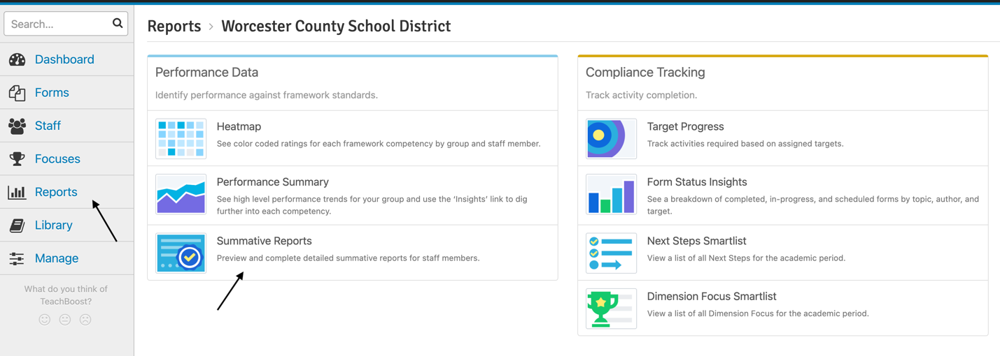 Search...
Dashboard
Forms
Staff
Focuses
Reports
Library
Manage
What do you think of
TeachBoost?
Reports › Worcester County School District
Performance Data
Identify performance against framework standards.
Heatmap
See color coded ratings for each framework competency by group and staff member.
Performance Summary
See high level performance trends for your group and use the ‘Insights’ link to dig
further into each competency.
Summative Reports
Preview and complete detailed summative reports for staff members.
Compliance Tracking
Track activity completion.
Target Progress
Track activities required based on assigned targets.
Form Status Insights
See a breakdown of completed, in-progress, and scheduled forms by topic, author, and
target.
Next Steps Smartlist
View a list of all Next Steps for the academic period.
Dimension Focus Smartlist
View a list of all Dimension Focus for the academic period.